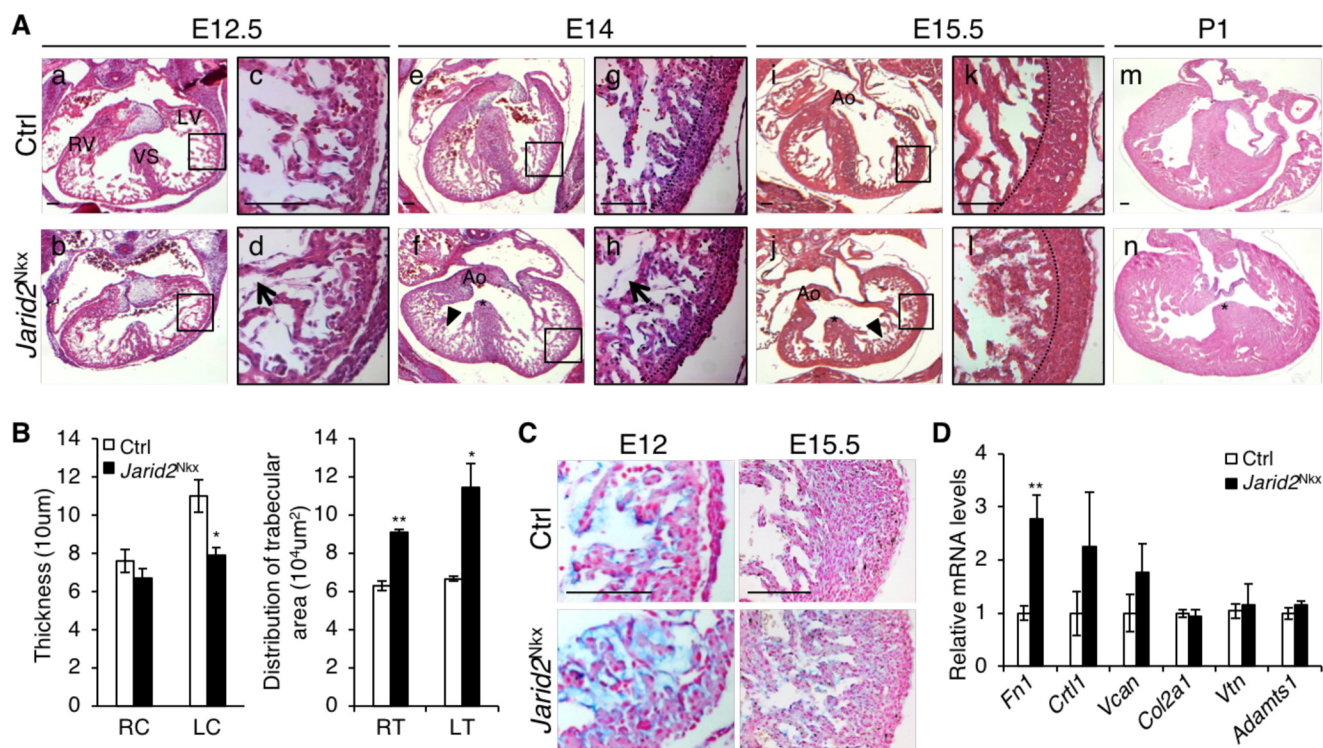 A
E12.5
E14
E15.5
P1
Ctrl
a
RV
LV
VS
c
e
g
i
Ao
k
m
Jarid2Nkx
b
d
f
Ao
*
h
j
Ao
*
l
n
*
B
Thickness (10um)
14
12
10
8
6
4
2
0
Ctrl
Jarid2Nkx
*
RC
LC
Distribution of trabecular
area (10⁴um²)
14
12
10
8
6
4
2
0
**
*
RT
LT
C
E12
E15.5
Ctrl
Jarid2Nkx
D
Relative mRNA levels
4
3
2
1
0
Ctrl
Jarid2Nkx
**
Fn1
Crtl1
Vcan
Col2a1
Vtn
Adamts1